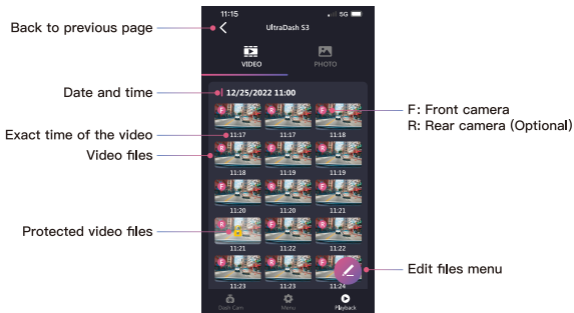 11:15
5G
Back to previous page
UltraDash S3
VIDEO
PHOTO
Date and time
12/25/2022 11:00
F: Front camera
R: Rear camera (Optional)
Exact time of the video
11:17 11:17 11:18
Video files
11:18 11:19 11:19
11:20 11:20 11:21
Protected video files
R
11:21 11:22 11:22
Edit files menu
11:23 11:23 11:24
Dash Cam
Menu
Playback